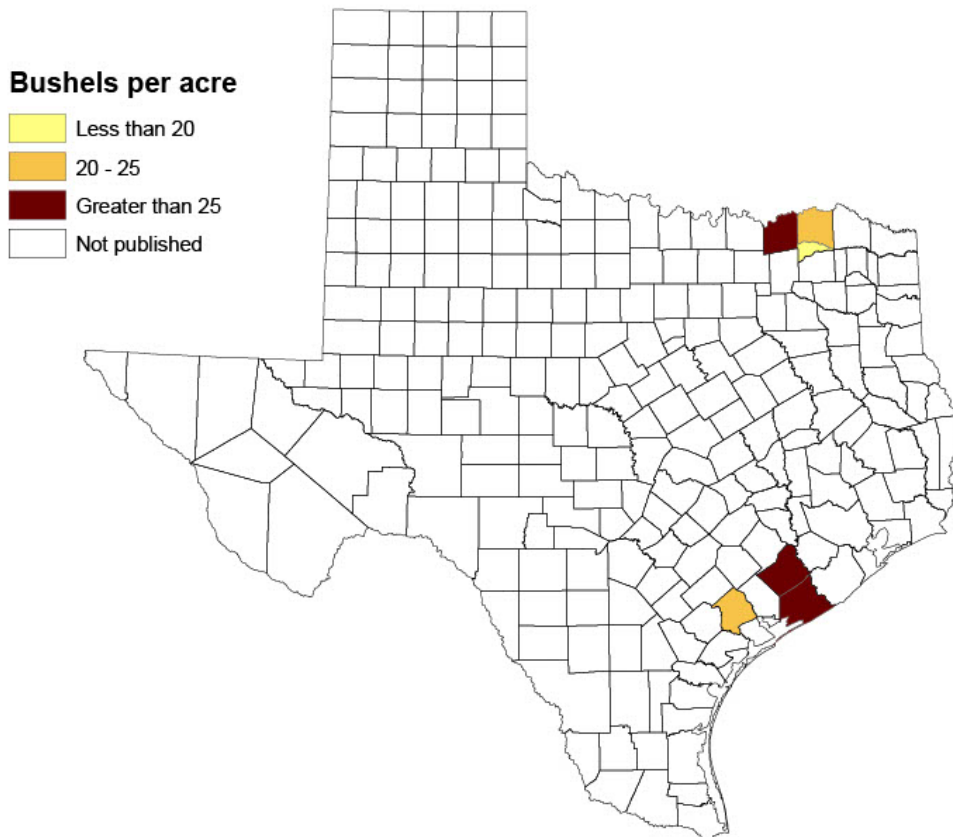 Bushels per acre
Less than 20
20 - 25
Greater than 25
Not published